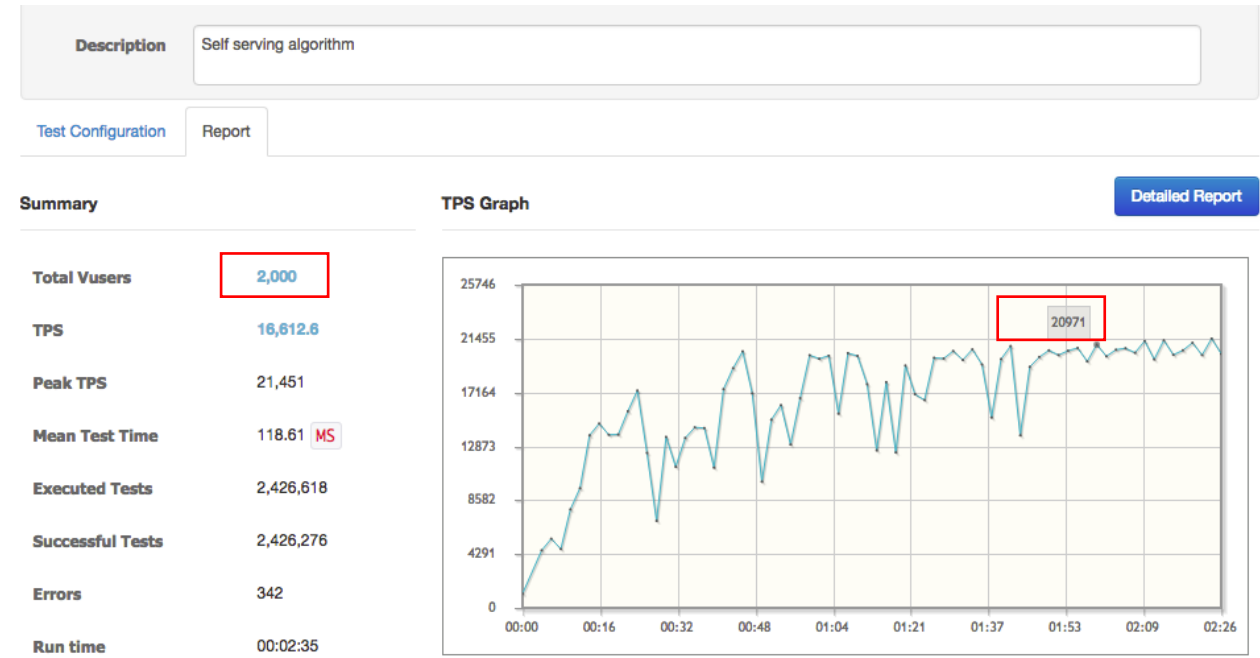 Description
Self serving algorithm
Test Configuration
Report
Summary
TPS Graph
Detailed Report
Total Vusers 2,000
TPS 16,612.6
Peak TPS 21,451
Mean Test Time 118.61 MS
Executed Tests 2,426,618
Successful Tests 2,426,276
Errors 342
Run time 00:02:35
25746
21455
17164
12873
8582
4291
0
20971
00:00 00:16 00:32 00:48 01:04 01:21 01:37 01:53 02:09 02:26